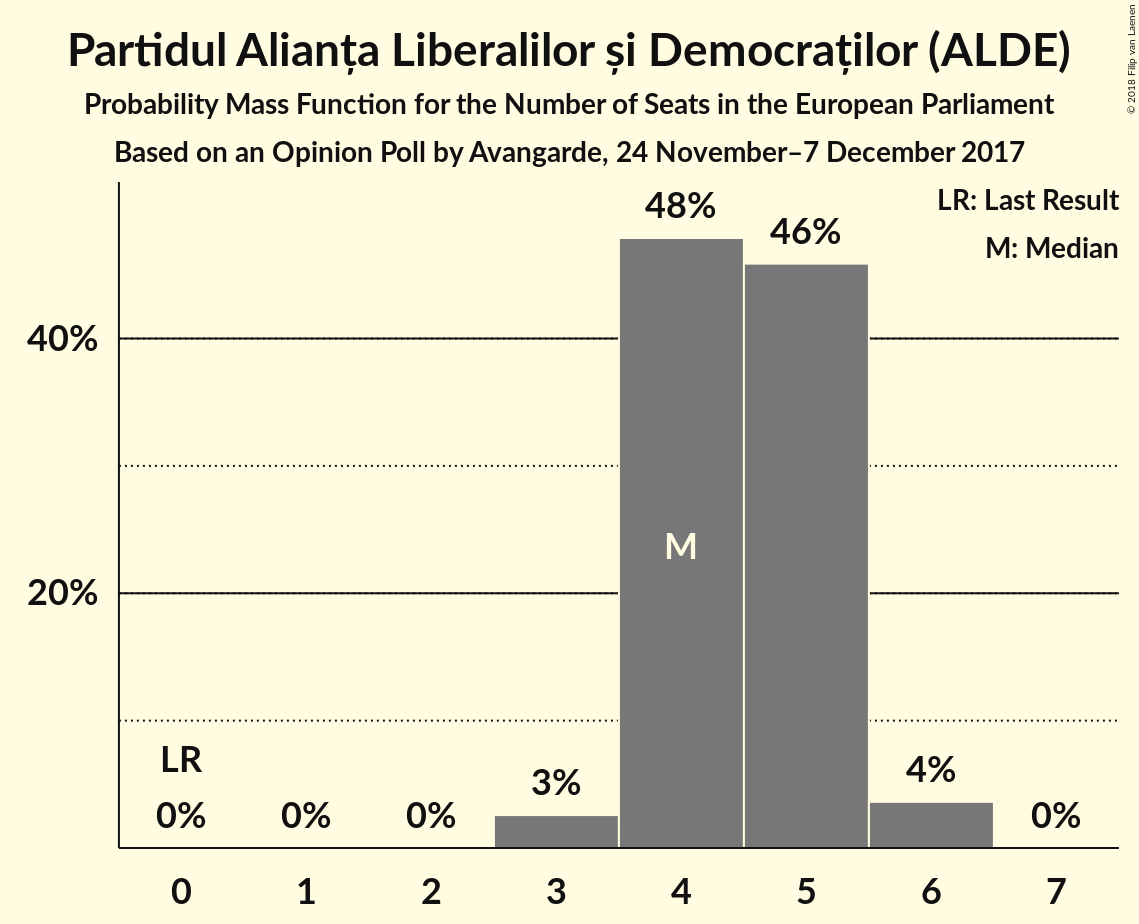 Partidul Alianța Liberalilor și Democraților (ALDE)
Probability Mass Function for the Number of Seats in the European Parliament
Based on an Opinion Poll by Avangarde, 24 November–7 December 2017
© 2018 Filip van Laenen
LR: Last Result
M: Median
48%
46%
40%
M
20%
LR
0%
0%
0%
3%
4%
0%
0
1
2
3
4
5
6
7